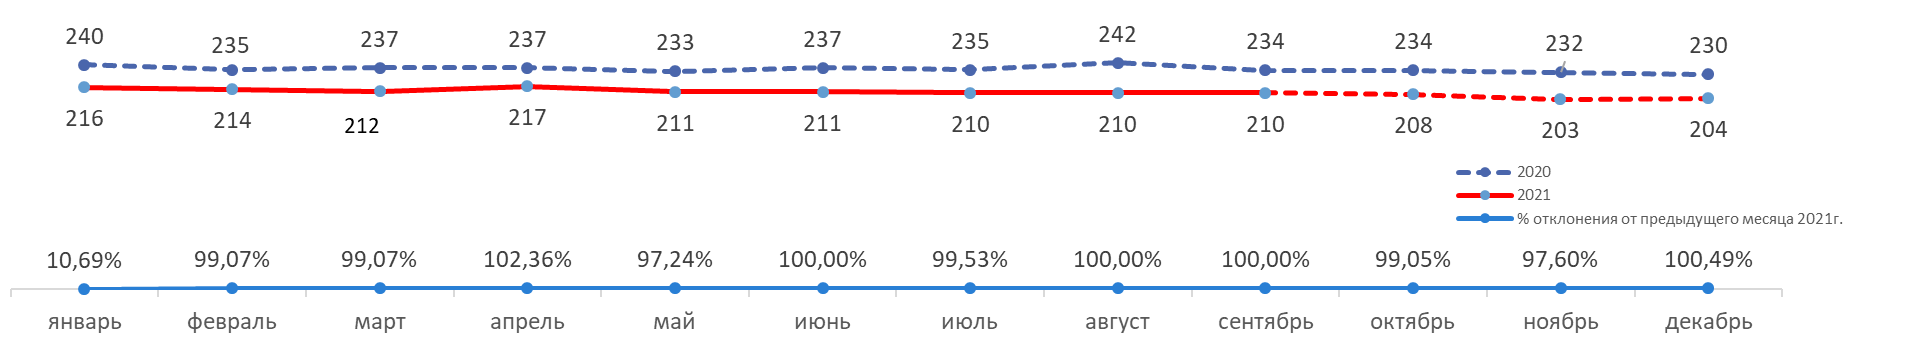 240 235 237 237 233 237 235 242 234 234 232 230
216 214 212 217 211 211 210 210 210 208 203 204
2020
2021
% отклонения от предыдущего месяца 2021г.
10,69% 99,07% 99,07% 102,36% 97,24% 100,00% 99,53% 100,00% 100,00% 99,05% 97,60% 100,49%
январь февраль март апрель май июнь июль август сентябрь октябрь ноябрь декабрь